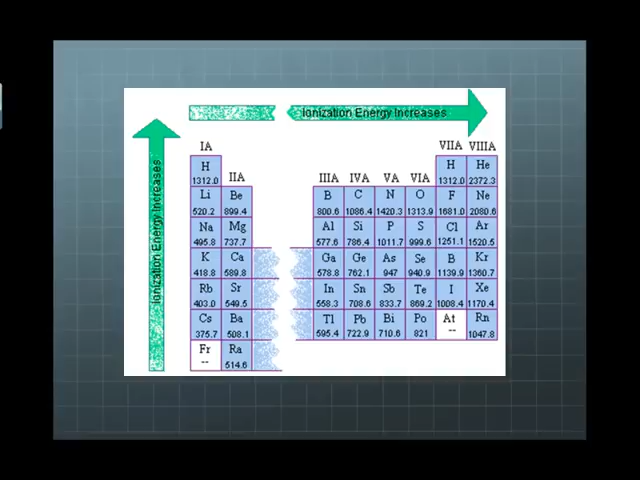 Ionization Energy Increases
Ionization Energy Increases
IA
VIIA VIIIA
H
H He
1312.0
1312.0 2372.3
IIA
IIIA IVA VA VIA
Li Be B C N O F Ne
520.2 899.4 800.6 1086.4 1420.3 1313.9 1681.0 2080.6
Na Mg Al Si P S Cl Ar
495.8 737.7 577.6 786.4 1011.7 999.6 1251.1 1520.5
K Ca Ga Ge As Se B Kr
418.8 589.8 578.8 762.1 947 940.9 1139.9 1360.7
Rb Sr In Sn Sb Te I Xe
403.0 549.5 558.3 708.6 833.7 869.2 1008.4 1170.4
Cs Ba Tl Pb Bi Po At Rn
375.7 508.1 595.4 722.9 710.6 821 -- 1047.8
Fr Ra
-- 514.6